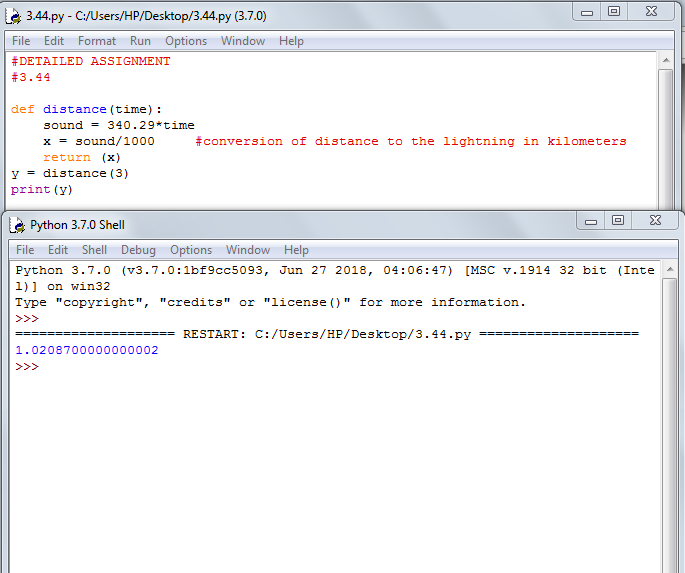 3.44.py - C:/Users/HP/Desktop/3.44.py (3.7.0)
File Edit Format Run Options Window Help
#DETAILED ASSIGNMENT
#3.44

def distance(time):
    sound = 340.29*time
    x = sound/1000     #conversion of distance to the lightning in kilometers
    return (x)
y = distance(3)
print(y)
Python 3.7.0 Shell
File Edit Shell Debug Options Window Help
Python 3.7.0 (v3.7.0:1bf9cc5093, Jun 27 2018, 04:06:47) [MSC v.1914 32 bit (Inte
l)] on win32
Type "copyright", "credits" or "license()" for more information.
>>>
==================== RESTART: C:/Users/HP/Desktop/3.44.py ====================
1.0208700000000002
>>>